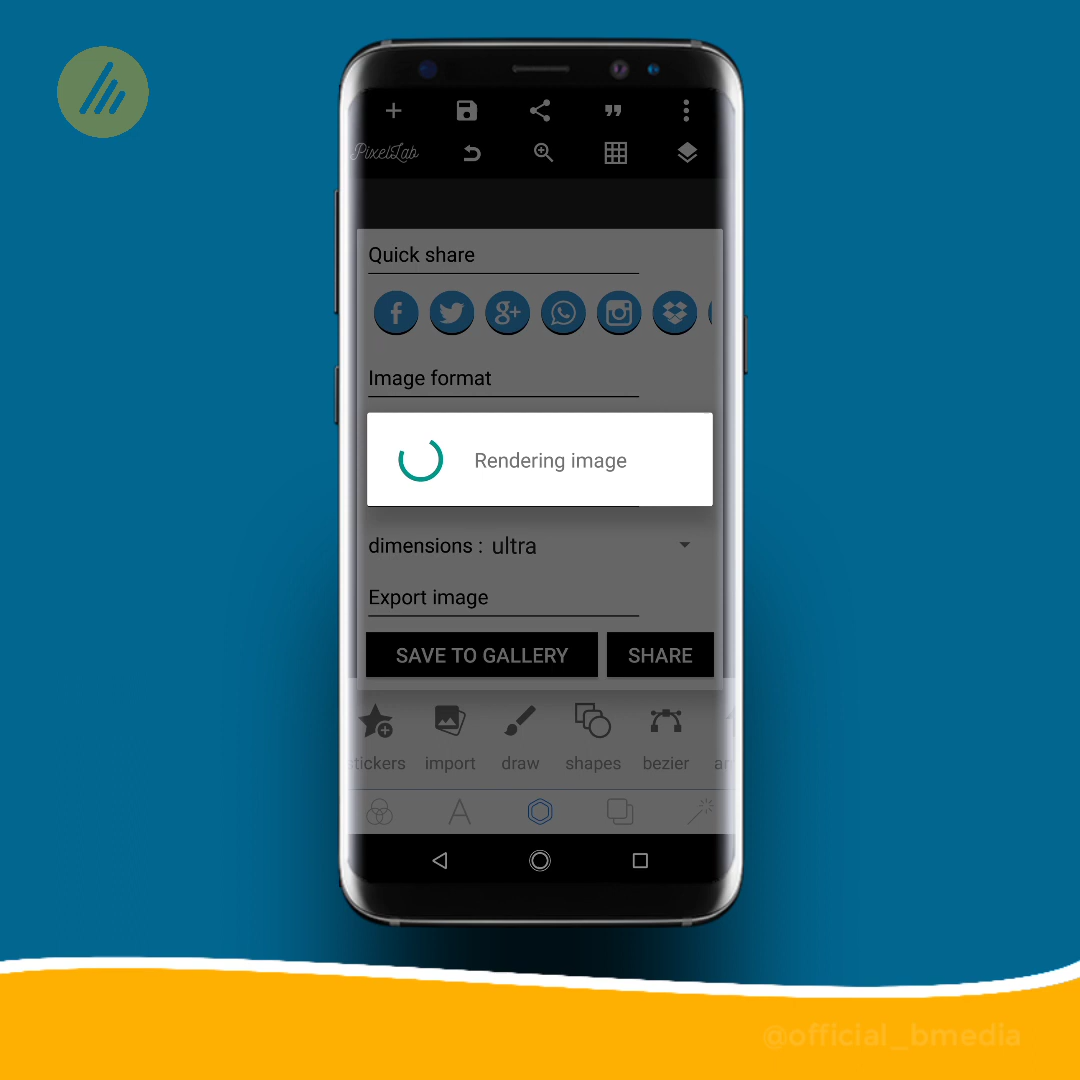 PixelLab
Quick share
g+
Image format
Rendering image
dimensions : ultra
Export image
SAVE TO GALLERY SHARE
stickers import draw shapes bezier
A
@official_bmedia